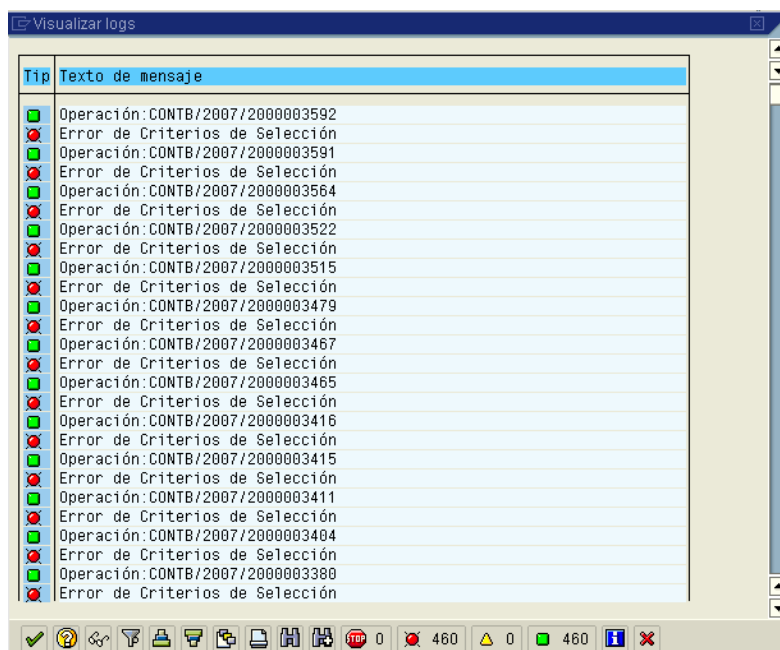 Visualizar logs
Tip Texto de mensaje
Operación:CONTB/2007/2000003592
Error de Criterios de Selección
Operación:CONTB/2007/2000003591
Error de Criterios de Selección
Operación:CONTB/2007/2000003564
Error de Criterios de Selección
Operación:CONTB/2007/2000003522
Error de Criterios de Selección
Operación:CONTB/2007/2000003515
Error de Criterios de Selección
Operación:CONTB/2007/2000003479
Error de Criterios de Selección
Operación:CONTB/2007/2000003467
Error de Criterios de Selección
Operación:CONTB/2007/2000003465
Error de Criterios de Selección
Operación:CONTB/2007/2000003416
Error de Criterios de Selección
Operación:CONTB/2007/2000003415
Error de Criterios de Selección
Operación:CONTB/2007/2000003411
Error de Criterios de Selección
Operación:CONTB/2007/2000003404
Error de Criterios de Selección
Operación:CONTB/2007/2000003380
Error de Criterios de Selección
STOP 0 460 0 460